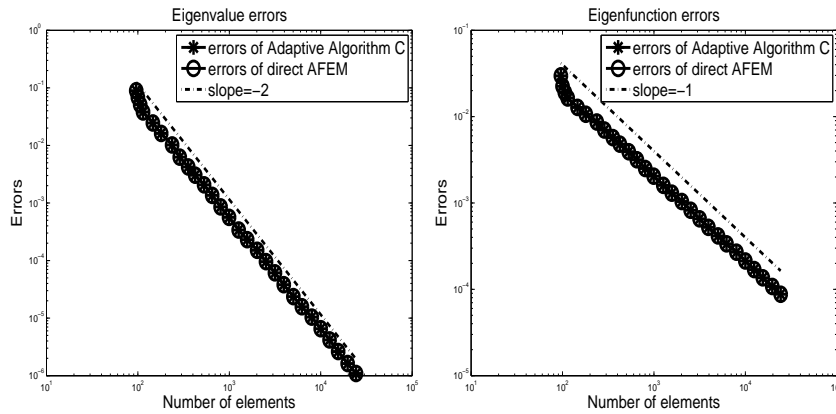 Eigenvalue errors
10^0
10^-1
10^-2
10^-3
10^-4
10^-5
10^-6
Errors
errors of Adaptive Algorithm C
errors of direct AFEM
slope=-2
10^1
10^2
10^3
10^4
10^5
Number of elements
Eigenfunction errors
10^-1
10^-2
10^-3
10^-4
10^-5
Errors
errors of Adaptive Algorithm C
errors of direct AFEM
slope=-1
10^1
10^2
10^3
10^4
Number of elements